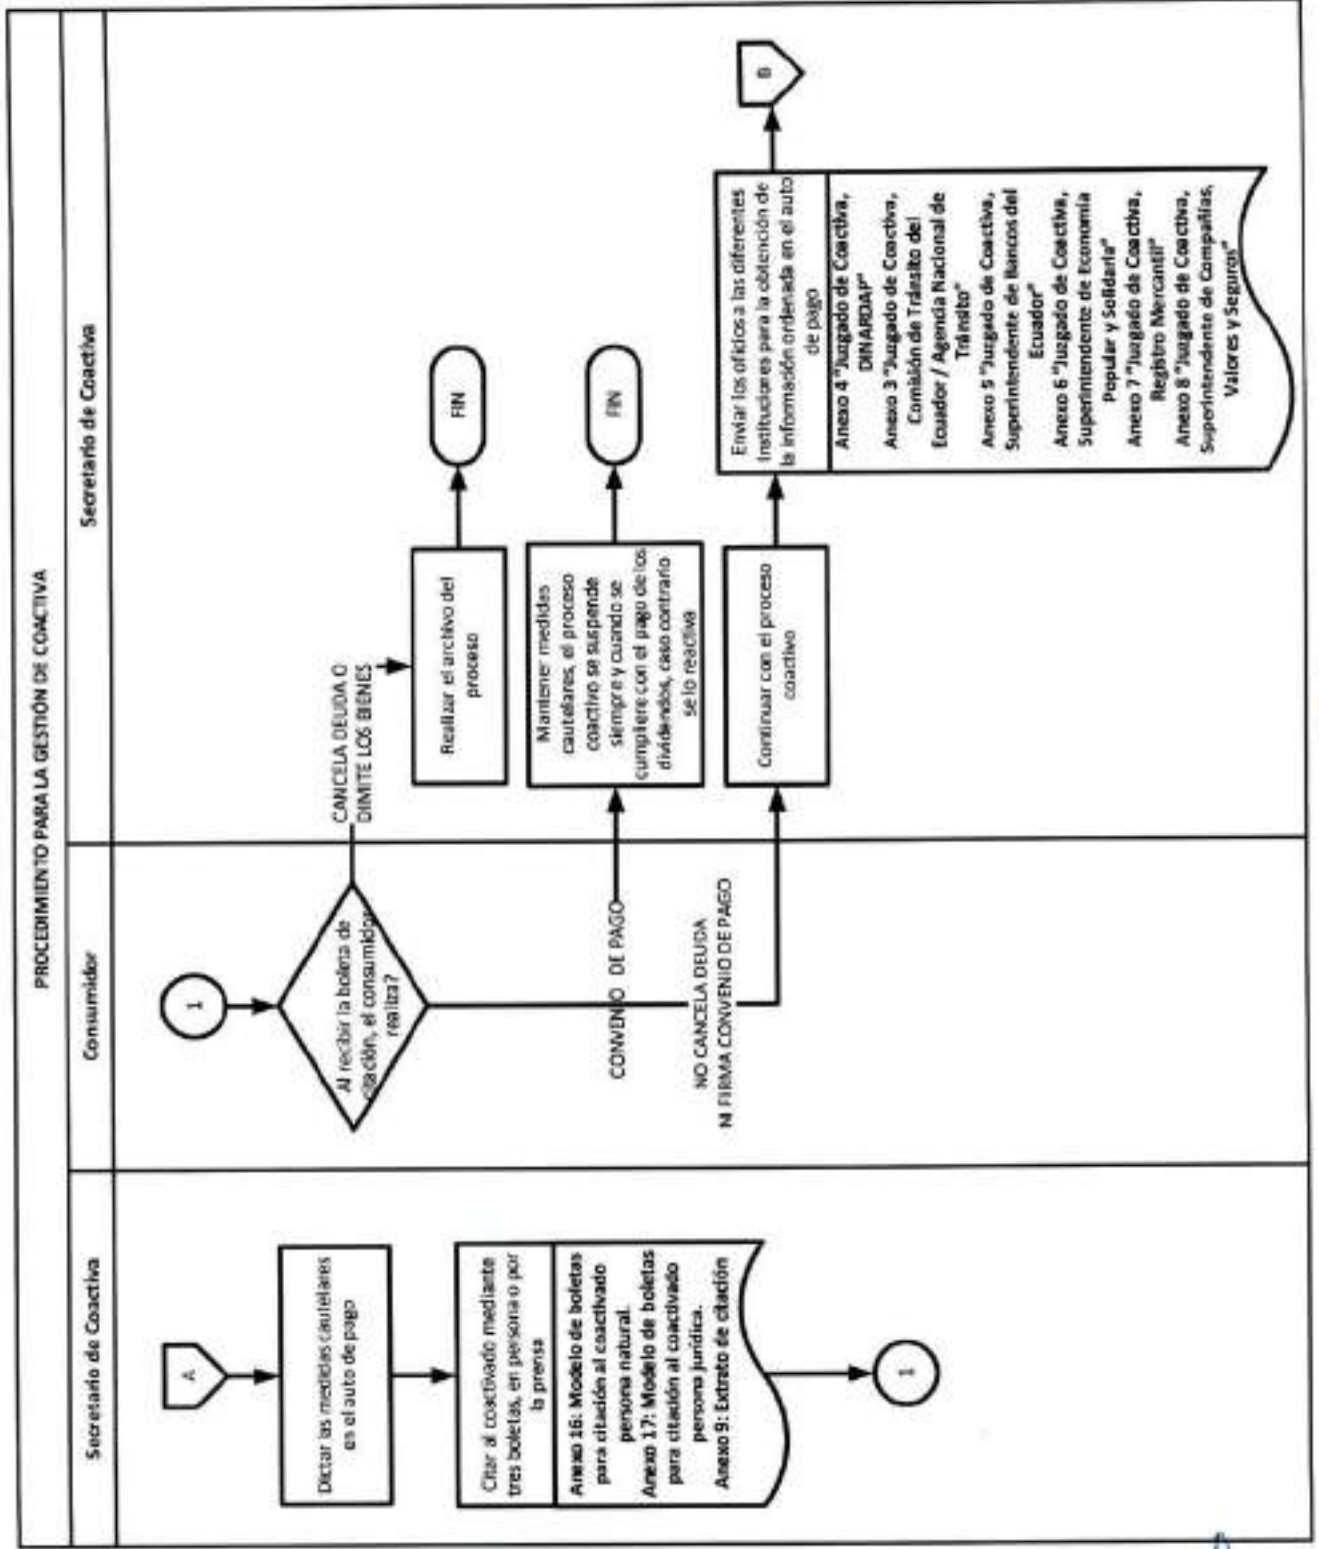 PROCEDIMIENTO PARA LA GESTIÓN DE COACTIVA
Secretario de Coactiva
Consumidor
Secretario de Coactiva
A
Dictar las medidas cautelares
en el auto de pago
Citar al coactivado mediante
tres boletas, en persona o por
la prensa
Anexo 16: Modelo de boletas
para citación al coactivado
persona natural.
Anexo 17: Modelo de boletas
para citación al coactivado
persona jurídica.
Anexo 9: Extrato de citación
1
1
Al recibir la boleta de
citación, el consumidor
realiza?
CANCELA DEUDA O
DIMITE LOS BIENES
CONVENIO DE PAGO
NO CANCELA DEUDA
NI FIRMA CONVENIO DE PAGO
Realizar el archivo del
proceso
FIN
Mantener medidas
cautelares, el proceso
coactivo se suspende
siempre y cuando se
cumpliere con el pago de los
dividendos, caso contrario
se lo reactiva
FIN
Continuar con el proceso
coactivo
Enviar los oficios a las diferentes
Instituciones para la obtención de
la información ordenada en el auto
de pago
Anexo 4 "Juzgado de Coactiva,
DINARDAP"
Anexo 3 "Juzgado de Coactiva,
Comisión de Tránsito del
Ecuador / Agencia Nacional de
Tránsito"
Anexo 5 "Juzgado de Coactiva,
Superintendente de Bancos del
Ecuador"
Anexo 6 "Juzgado de Coactiva,
Superintendente de Economía
Popular y Solidaria"
Anexo 7 "Juzgado de Coactiva,
Registro Mercantil"
Anexo 8 "Juzgado de Coactiva,
Superintendente de Compañías,
Valores y Seguros"
B